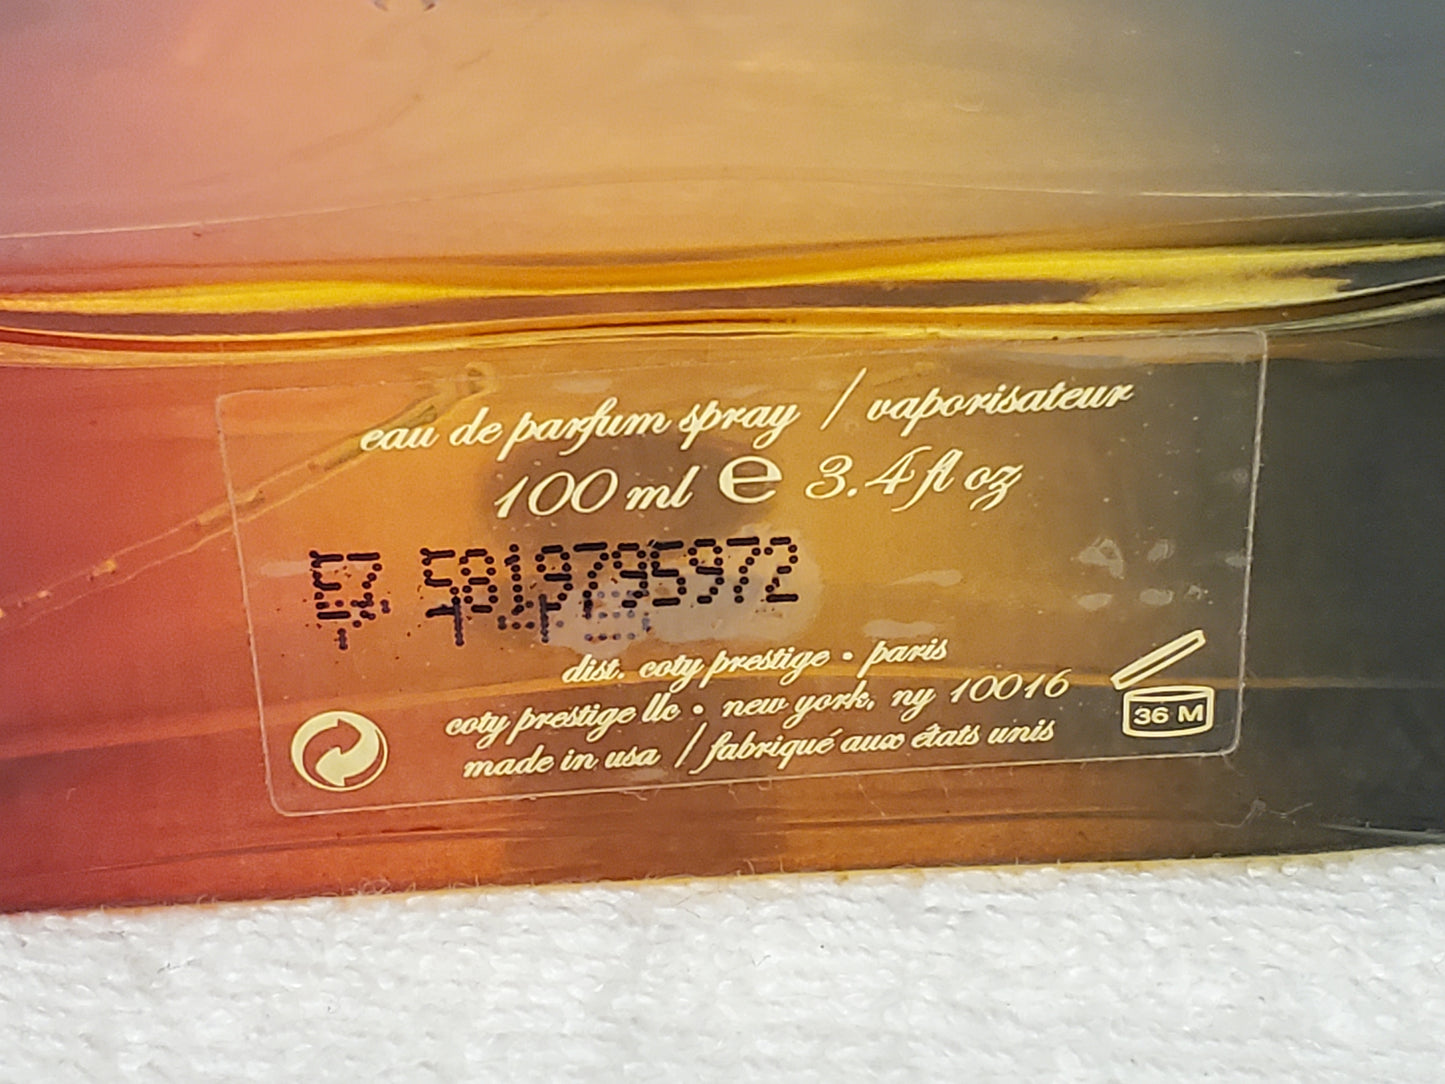 eau de parfum spray / vaporisateur
100 ml e 3.4 fl oz
dist. coty prestige • paris
coty prestige llc • new york, ny 10016
made in usa / fabriqué aux états unis
36 M